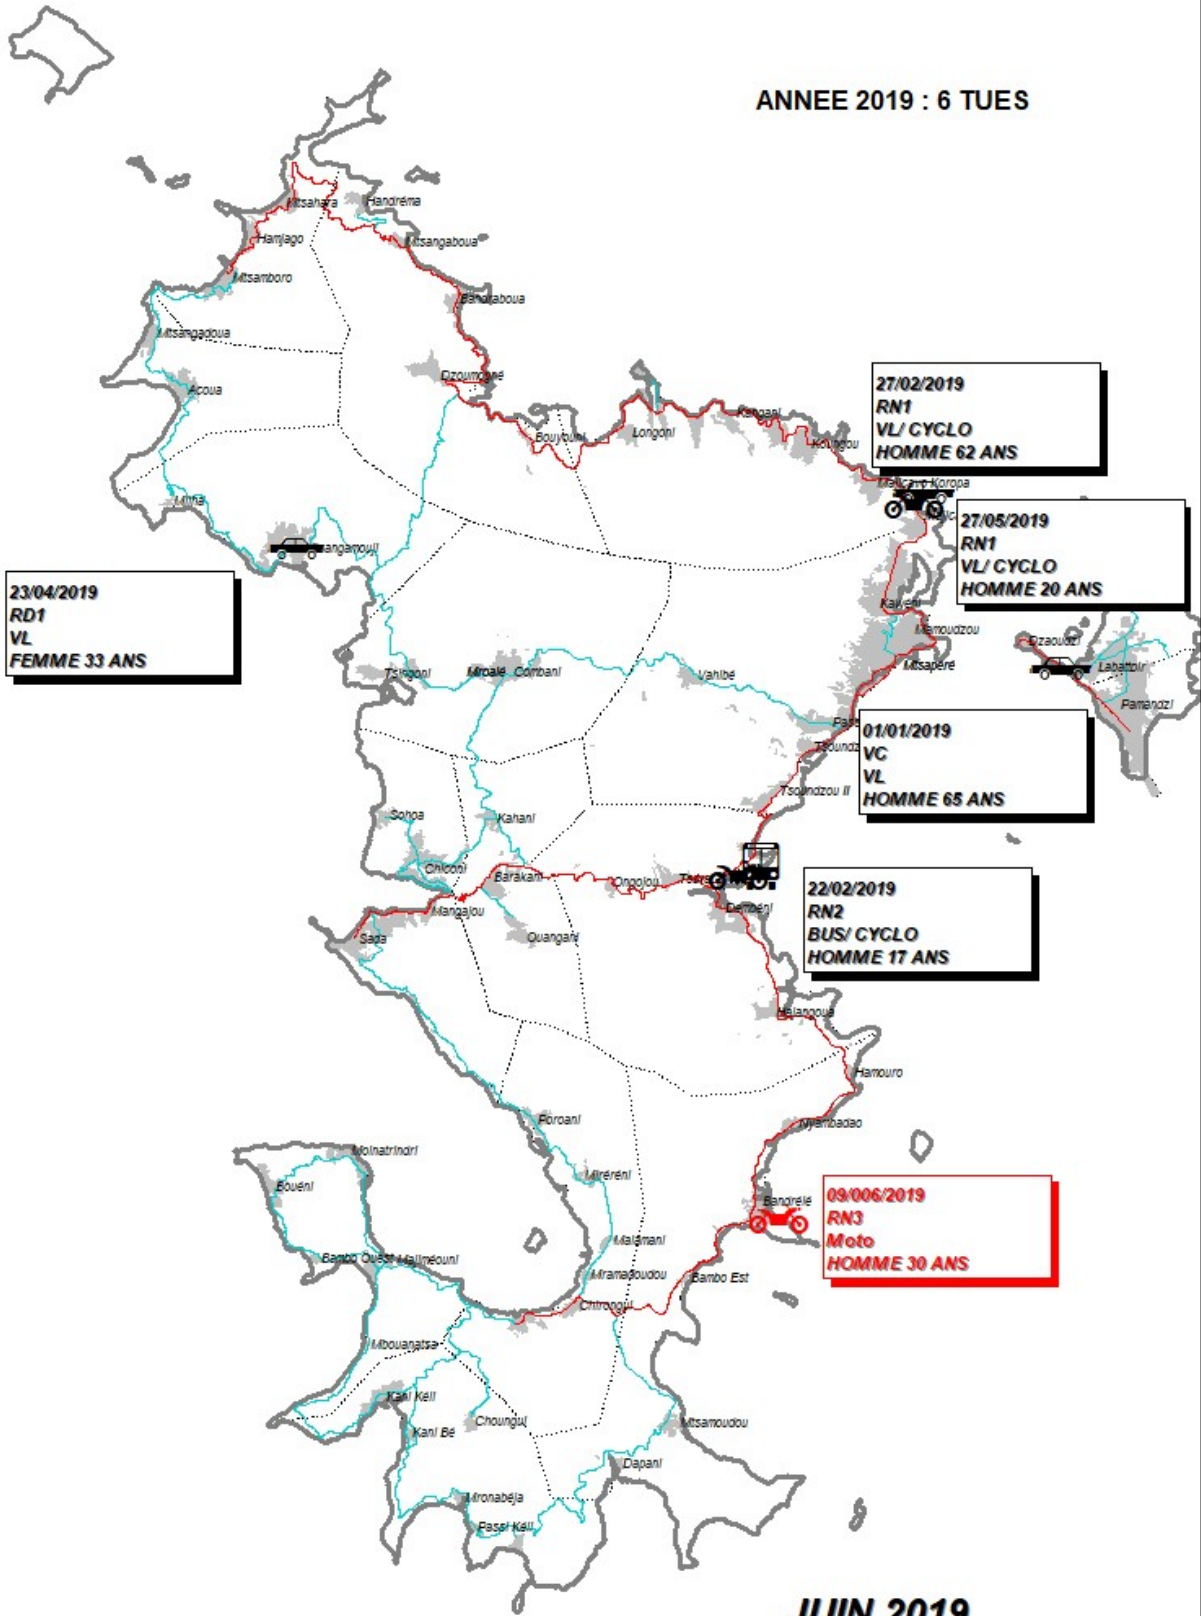 ANNEE 2019 : 6 TUES
Mtsahara
Handréma
Hamjago
Mtsangaboua
Mtsamboro
Bandraboua
Mtsangadoua
Dzoumogné
Acoua
27/02/2019
RN1
VL/ CYCLO
HOMME 62 ANS
Kangani
Longoni
Bouyouni
Koungou
Majicavo Koropa
27/05/2019
RN1
VL/ CYCLO
HOMME 20 ANS
23/04/2019
RD1
VL
FEMME 33 ANS
Kawéni
Mamoudzou
Dzaoudzi
Labattoir
Mtsapéré
Tsingoni
Mroalé
Combani
Vahibé
Pamandzi
01/01/2019
VC
VL
HOMME 65 ANS
Tsoundzou II
Sohoa
Kahani
Chiconi
Barakani
Ongojou
22/02/2019
RN2
BUS/ CYCLO
HOMME 17 ANS
Mangajou
Dembéni
Sada
Ouangani
Hajangoua
Hamouro
Poroani
Nyambadao
Moinatrindri
Miréréni
Bouéni
Bandrélé
09/006/2019
RN3
Moto
HOMME 30 ANS
Malamani
Bambo Ouest
Majiméouni
Mramadoudou
Bambo Est
Chirongui
Mbouanatsa
Kani Kéli
Choungui
Mtsamoudou
Kani Bé
Dapani
Mronabéja
Passi Kéli
JUIN 2019